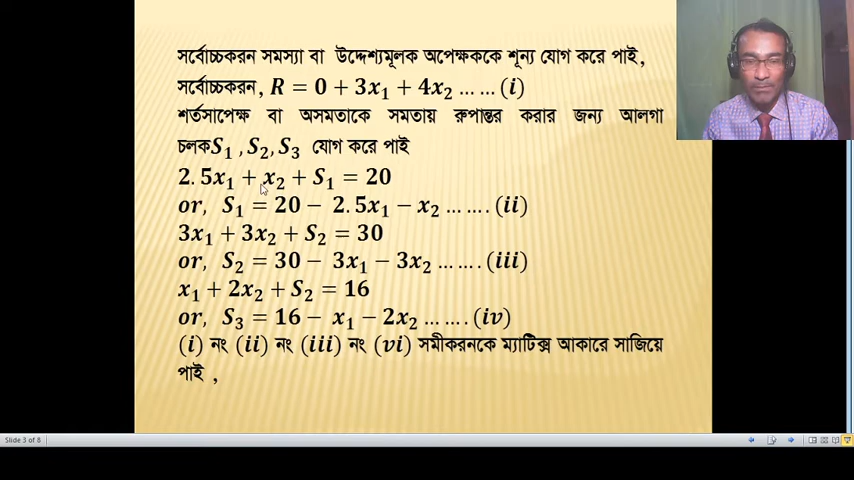 সর্বোচ্চকরন সমস্যা বা উদ্দেশ্যমূলক অপেক্ষককে শূন্য যোগ করে পাই,
সর্বোচ্চকরন, R = 0 + 3x₁ + 4x₂ … … (i)
শর্তসাপেক্ষ বা অসমতাকে সমতায় রুপান্তর করার জন্য আলগা
চলকS₁ , S₂, S₃ যোগ করে পাই
2.5x₁ + x₂ + S₁ = 20
or, S₁ = 20 − 2.5x₁ − x₂ … … . (ii)
3x₁ + 3x₂ + S₂ = 30
or, S₂ = 30 − 3x₁ − 3x₂ … … . (iii)
x₁ + 2x₂ + S₂ = 16
or, S₃ = 16 − x₁ − 2x₂ … … . (iv)
(i) নং (ii) নং (iii) নং (vi) সমীকরনকে ম্যাটিক্স আকারে সাজিয়ে
পাই ,
Slide 3 of 8